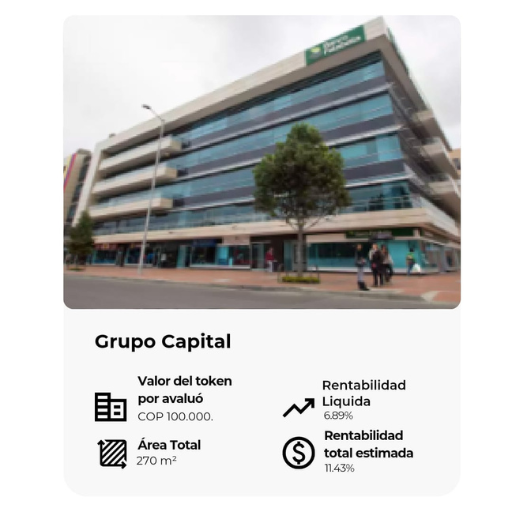 Banco
Falabella
Grupo Capital
Valor del token
por avaluó
COP 100.000.
Rentabilidad
Liquida
6.89%
Área Total
270 m²
Rentabilidad
total estimada
11.43%